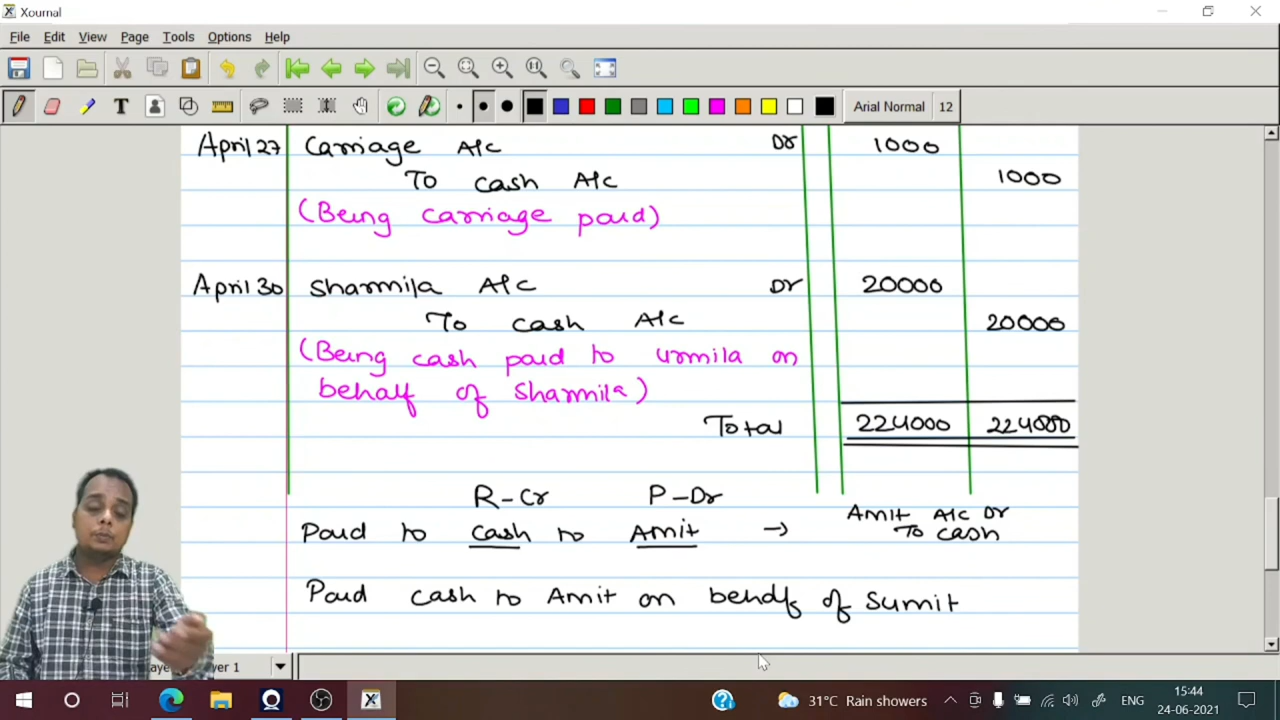 Xournal
File Edit View Page Tools Options Help
Arial Normal 12
April 27 Carriage A/c Dr 1000
To cash A/c 1000
(Being carriage paid)
April 30 Sharmila A/c Dr 20000
To cash A/c 20000
(Being cash paid to urmila on
behalf of Sharmila)
Total 224000 224000
R-Cr P-Dr
Paid to Cash to Amit → Amit A/c Dr
To cash
Paid cash to Amit on behalf of Sumit
yer 1
31°C Rain showers ENG 15:44
24-06-2021